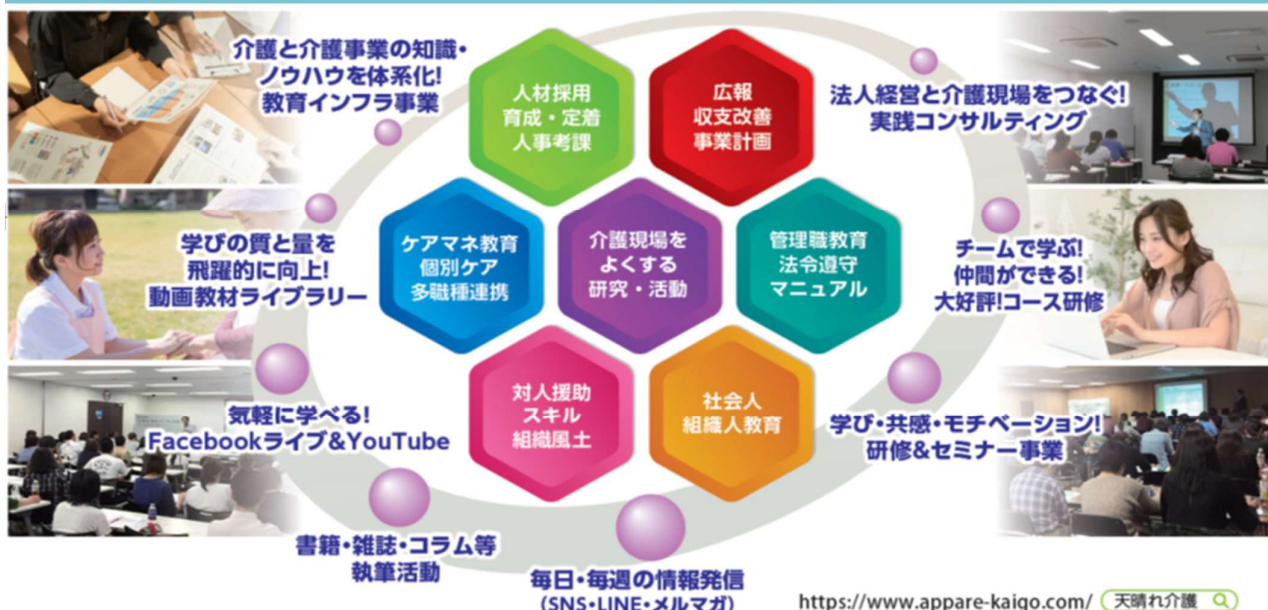 介護と介護事業の知識・
ノウハウを体系化!
教育インフラ事業
学びの質と量を
飛躍的に向上!
動画教材ライブラリー
気軽に学べる!
Facebookライブ&YouTube
書籍・雑誌・コラム等
執筆活動
毎日・毎週の情報発信
(SNS・LINE・メルマガ)
人材採用
育成・定着
人事考課
広報
収支改善
事業計画
ケアマネ教育
個別ケア
多職種連携
介護現場を
よくする
研究・活動
管理職教育
法令遵守
マニュアル
対人援助
スキル
組織風土
社会人
組織人教育
法人経営と介護現場をつなぐ!
実践コンサルティング
チームで学ぶ!
仲間ができる!
大好評!コース研修
学び・共感・モチベーション!
研修&セミナー事業
https://www.appare-kaigo.com/ 天晴れ介護